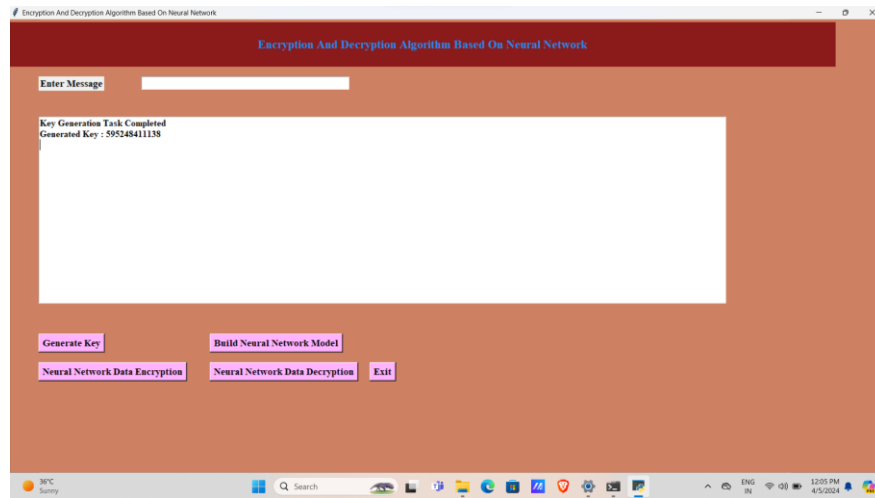 Encryption And Decryption Algorithm Based On Neural Network
Encryption And Decryption Algorithm Based On Neural Network
Enter Message
Key Generation Task Completed
Generated Key : 595248411138
Generate Key
Build Neural Network Model
Neural Network Data Encryption
Neural Network Data Decryption
Exit
36°C
Sunny
Search
ENG
IN
12:05 PM
4/5/2024